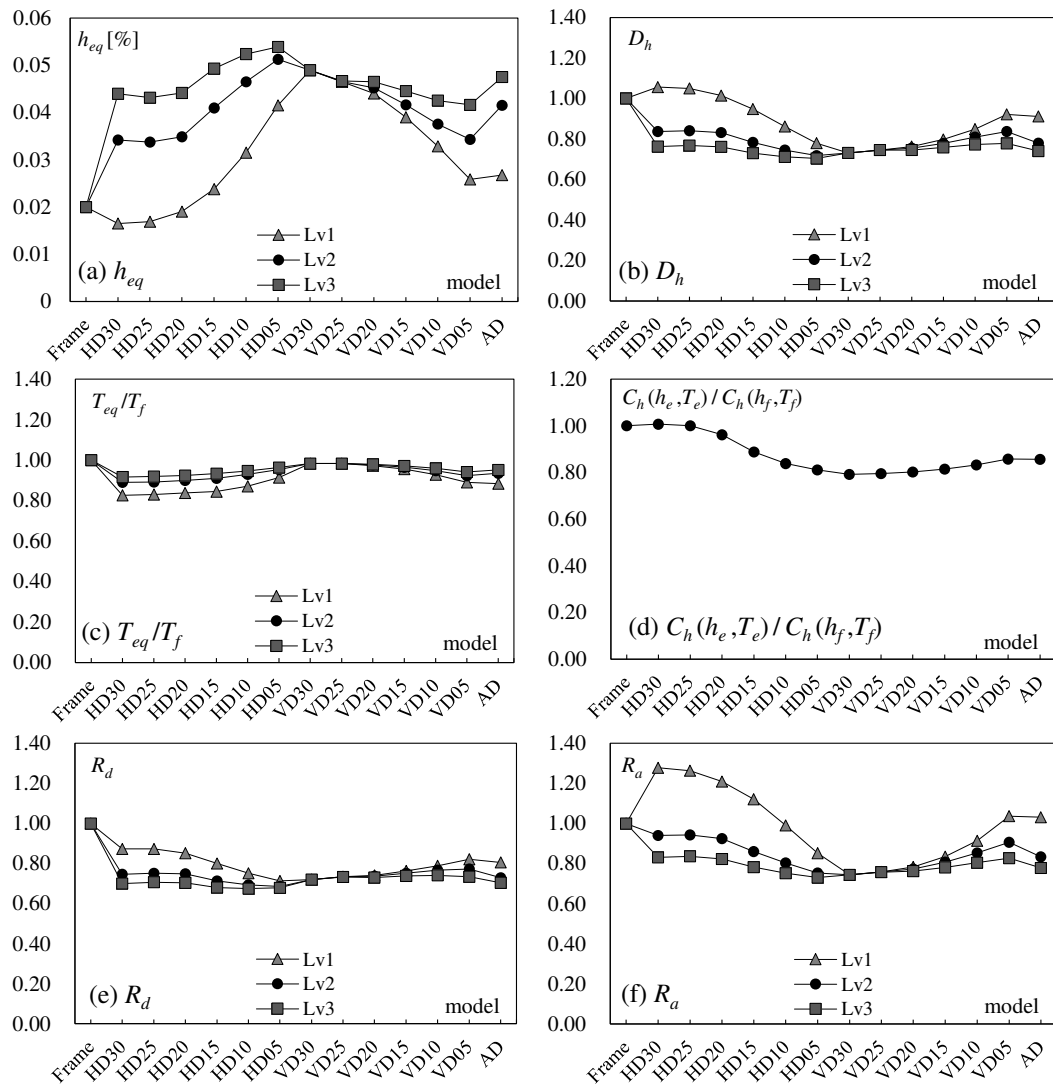 0.06
0.05
0.04
0.03
0.02
0.01
0
h_eq [%]
Lv1
Lv2
Lv3
(a) h_eq
model
Frame
HD30
HD25
HD20
HD15
HD10
HD05
VD30
VD25
VD20
VD15
VD10
VD05
AD
1.40
1.20
1.00
0.80
0.60
0.40
0.20
0.00
D_h
Lv1
Lv2
Lv3
(b) D_h
model
Frame
HD30
HD25
HD20
HD15
HD10
HD05
VD30
VD25
VD20
VD15
VD10
VD05
AD
1.40
1.20
1.00
0.80
0.60
0.40
0.20
0.00
T_eq/T_f
Lv1
Lv2
Lv3
(c) T_eq/T_f
model
Frame
HD30
HD25
HD20
HD15
HD10
HD05
VD30
VD25
VD20
VD15
VD10
VD05
AD
1.20
1.00
0.80
0.60
0.40
0.20
0.00
C_h(h_e,T_e)/C_h(h_f,T_f)
(d) C_h(h_e,T_e)/C_h(h_f,T_f)
model
Frame
HD30
HD25
HD20
HD15
HD10
HD05
VD30
VD25
VD20
VD15
VD10
VD05
AD
1.40
1.20
1.00
0.80
0.60
0.40
0.20
0.00
R_d
Lv1
Lv2
Lv3
(e) R_d
model
Frame
HD30
HD25
HD20
HD15
HD10
HD05
VD30
VD25
VD20
VD15
VD10
VD05
AD
1.40
1.20
1.00
0.80
0.60
0.40
0.20
0.00
R_a
Lv1
Lv2
Lv3
(f) R_a
model
Frame
HD30
HD25
HD20
HD15
HD10
HD05
VD30
VD25
VD20
VD15
VD10
VD05
AD